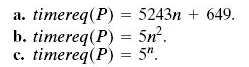 a. timereq(P) = 5243n + 649.
b. timereq(P) = 5n².
c. timereq(P) = 5ⁿ.